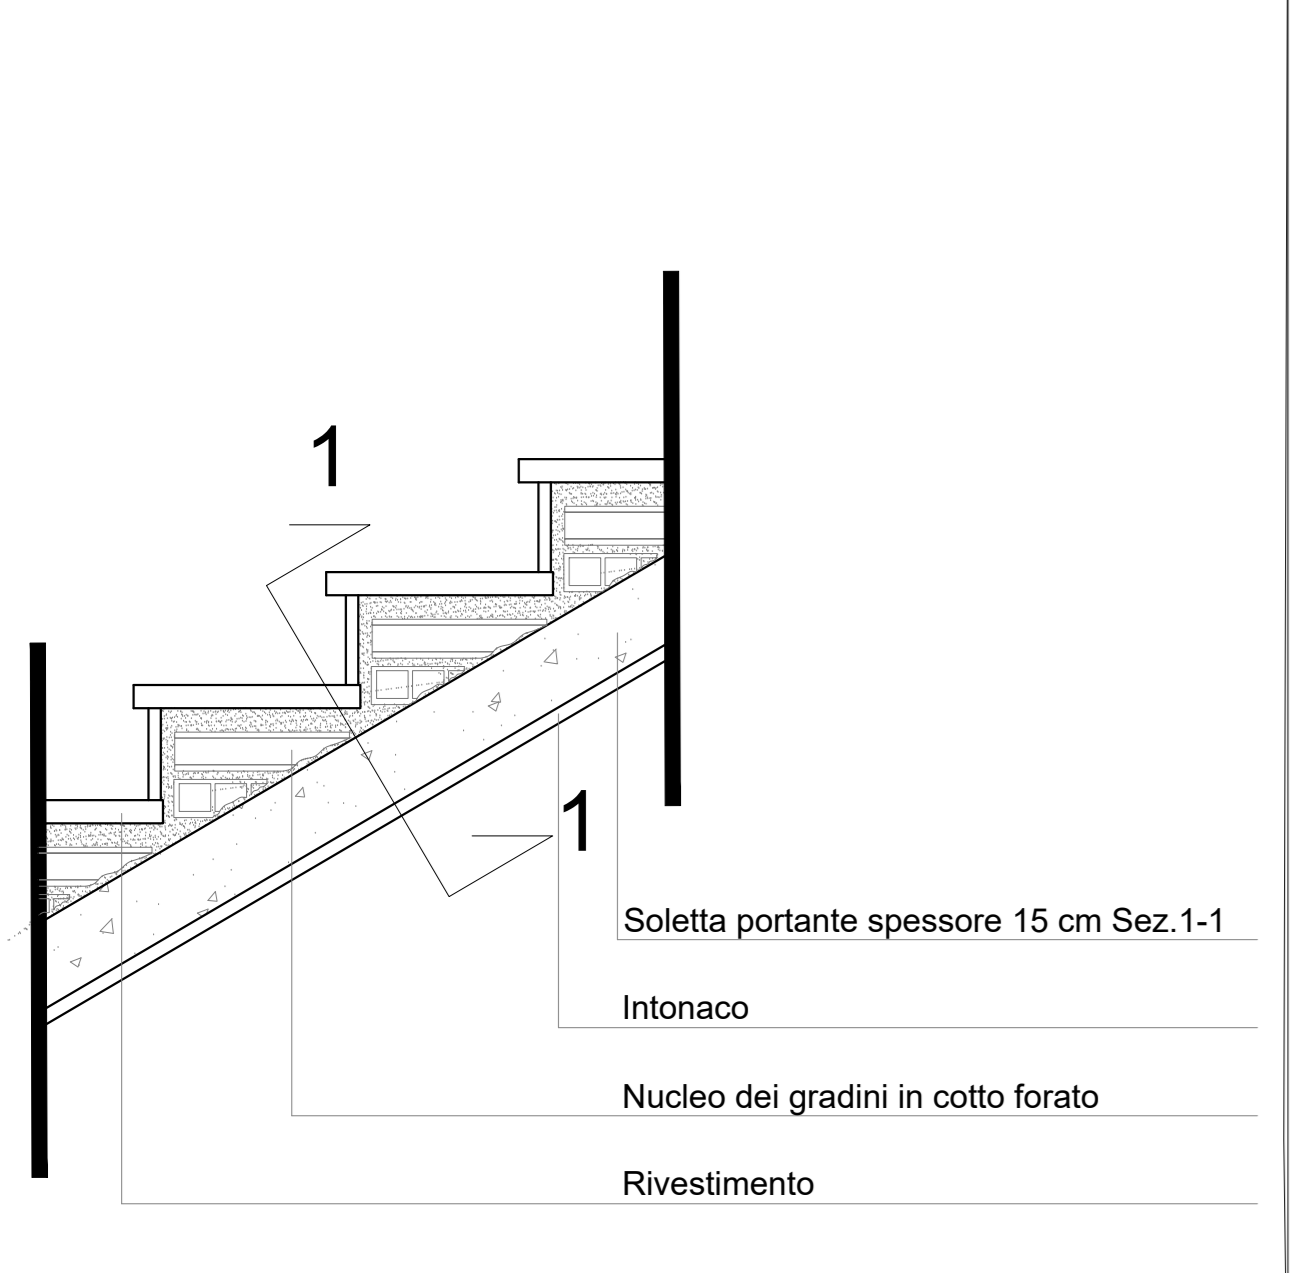 1
1
Soletta portante spessore 15 cm Sez.1-1
Intonaco
Nucleo dei gradini in cotto forato
Rivestimento